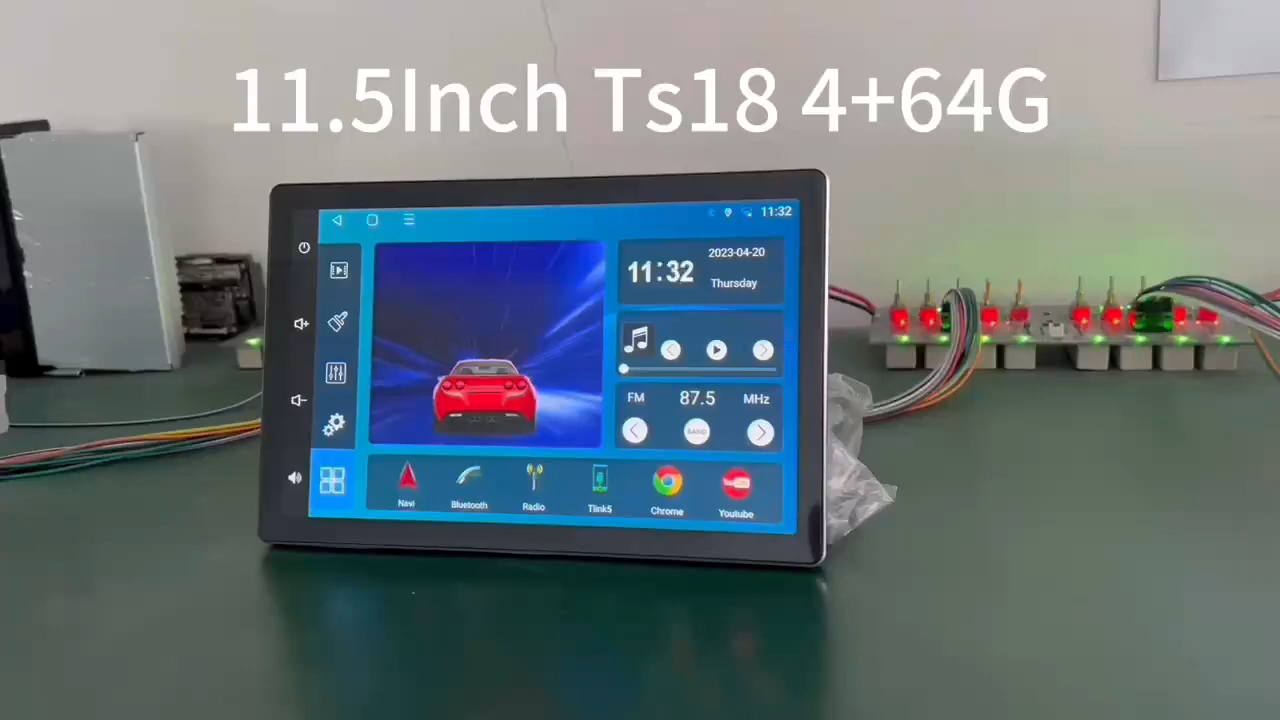 11.5Inch Ts18 4+64G
11:32
11:32
2023-04-20
Thursday
FM 87.5 MHz
BAND
Navi Bluetooth Radio Tlink5 Chrome Youtube